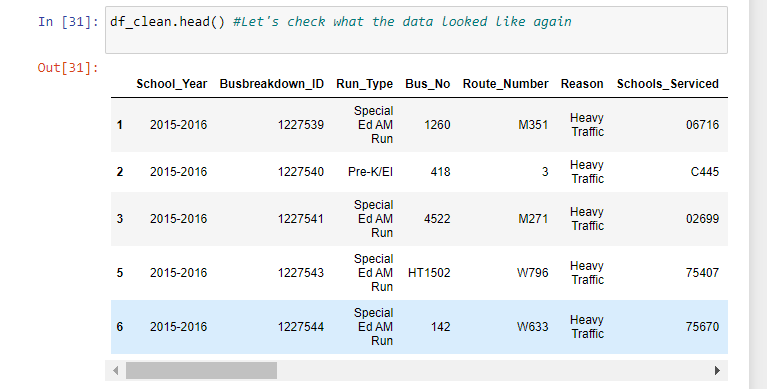 In [31]: df_clean.head() #Let's check what the data looked like again
Out[31]:
School_Year Busbreakdown_ID Run_Type Bus_No Route_Number Reason Schools_Serviced
1 2015-2016 1227539 Special Ed AM Run 1260 M351 Heavy Traffic 06716
2 2015-2016 1227540 Pre-K/EI 418 3 Heavy Traffic C445
3 2015-2016 1227541 Special Ed AM Run 4522 M271 Heavy Traffic 02699
5 2015-2016 1227543 Special Ed AM Run HT1502 W796 Heavy Traffic 75407
6 2015-2016 1227544 Special Ed AM Run 142 W633 Heavy Traffic 75670